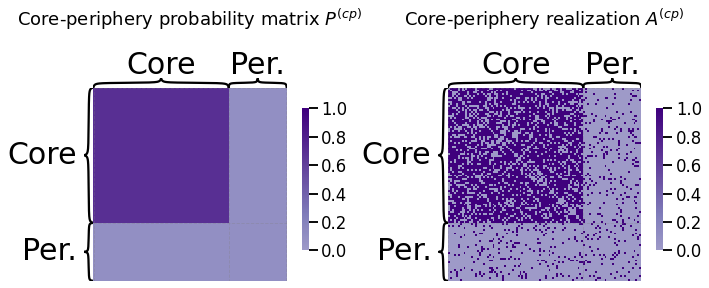 Core-periphery probability matrix P^(cp)
Core Per.
Core
Per.
1.0
0.8
0.6
0.4
0.2
0.0
Core-periphery realization A^(cp)
Core Per.
Core
Per.
1.0
0.8
0.6
0.4
0.2
0.0